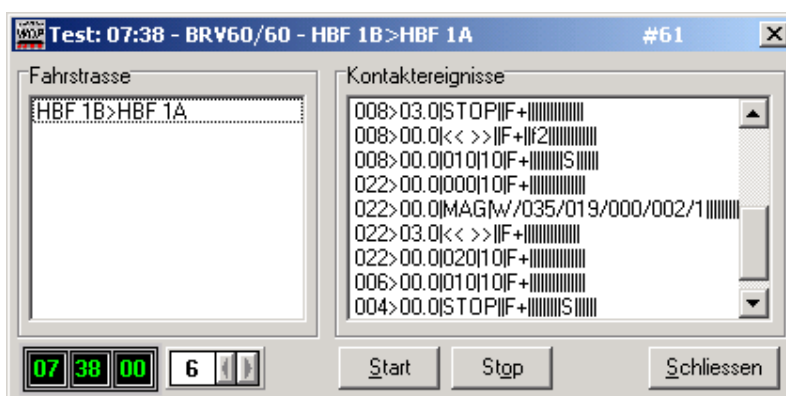 Test: 07:38 - BRV60/60 - HBF 1B>HBF 1A #61
Fahrstrasse
HBF 1B>HBF 1A
Kontaktereignisse
008>03.0|STOP||F+|||||||||||||
008>00.0|<< >>||F+||f2|||||||||||
008>00.0|010|10|F+||||||||S|||||
022>00.0|000|10|F+|||||||||||||
022>00.0|MAG|W/035/019/000/002/1||||||||
022>03.0|<< >>||F+|||||||||||||
022>00.0|020|10|F+|||||||||||||
006>00.0|010|10|F+|||||||||||||
004>00.0|STOP||F+||||||||S|||||
07 38 00 6 Start Stop Schliessen